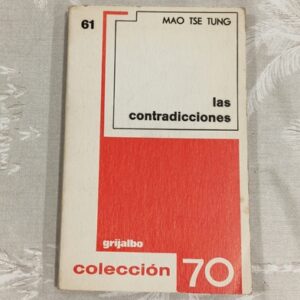 61
MAO TSE TUNG
las
contradicciones
grijalbo
colección 70